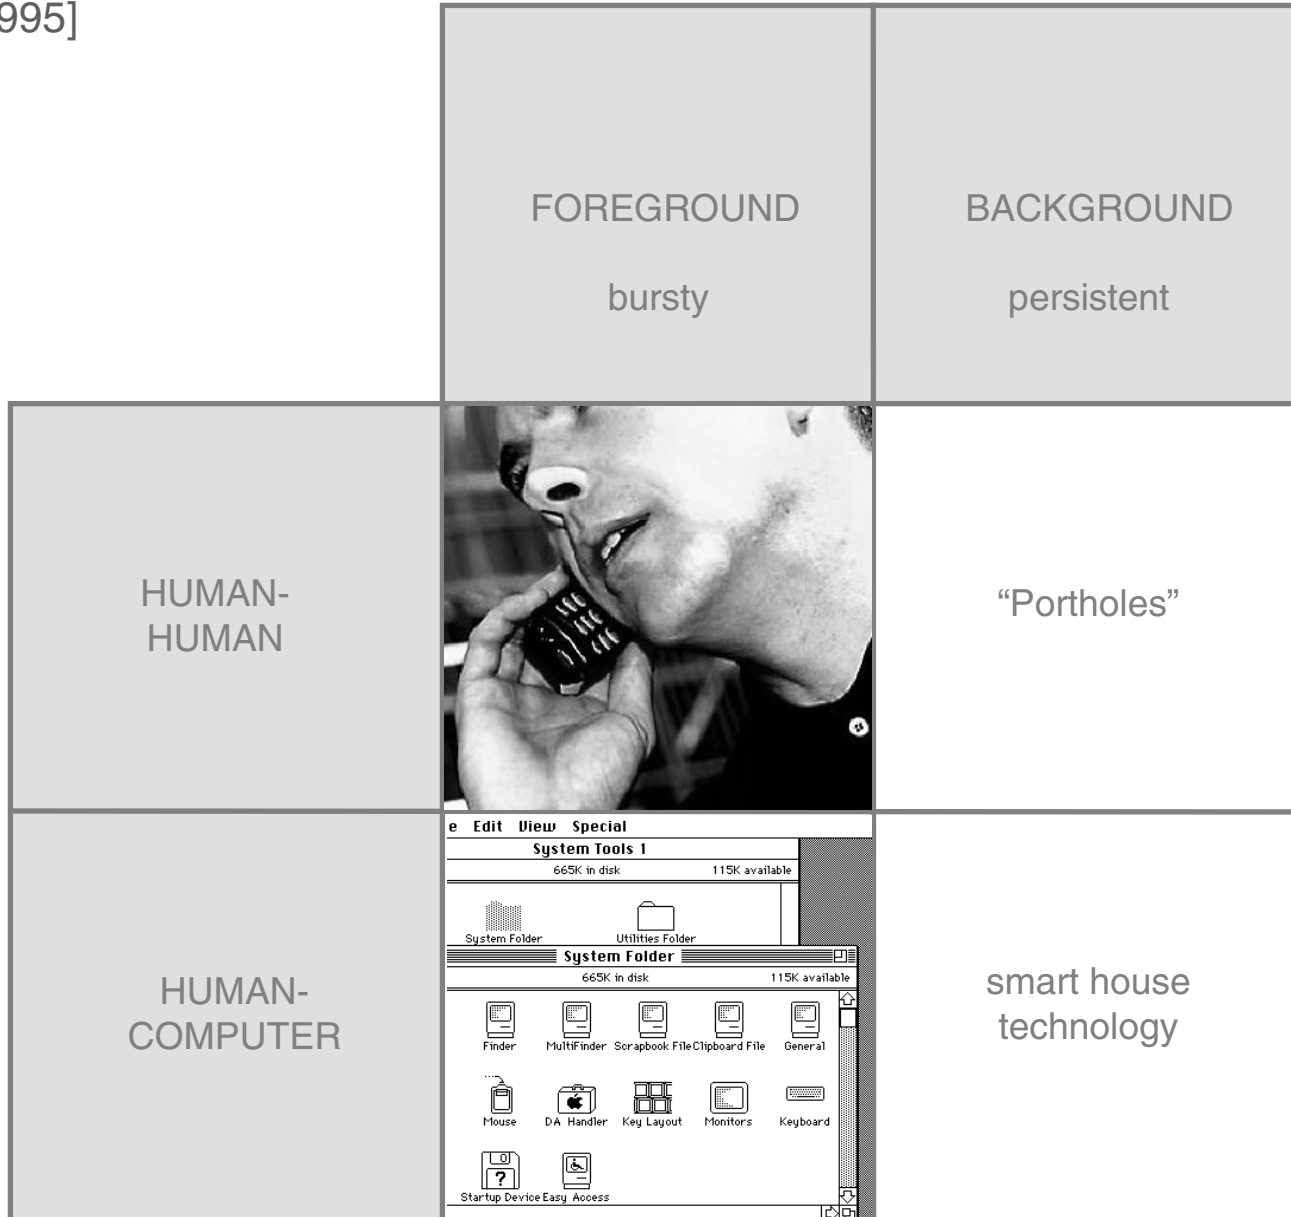 995]
FOREGROUND
BACKGROUND
bursty
persistent
HUMAN-
HUMAN
“Portholes”
e Edit View Special
System Tools 1
665K in disk 115K available
System Folder Utilities Folder
System Folder
665K in disk 115K available
Finder MultiFinder Scrapbook File Clipboard File General
Mouse DA Handler Key Layout Monitors Keyboard
Startup Device Easy Access
HUMAN-
COMPUTER
smart house
technology